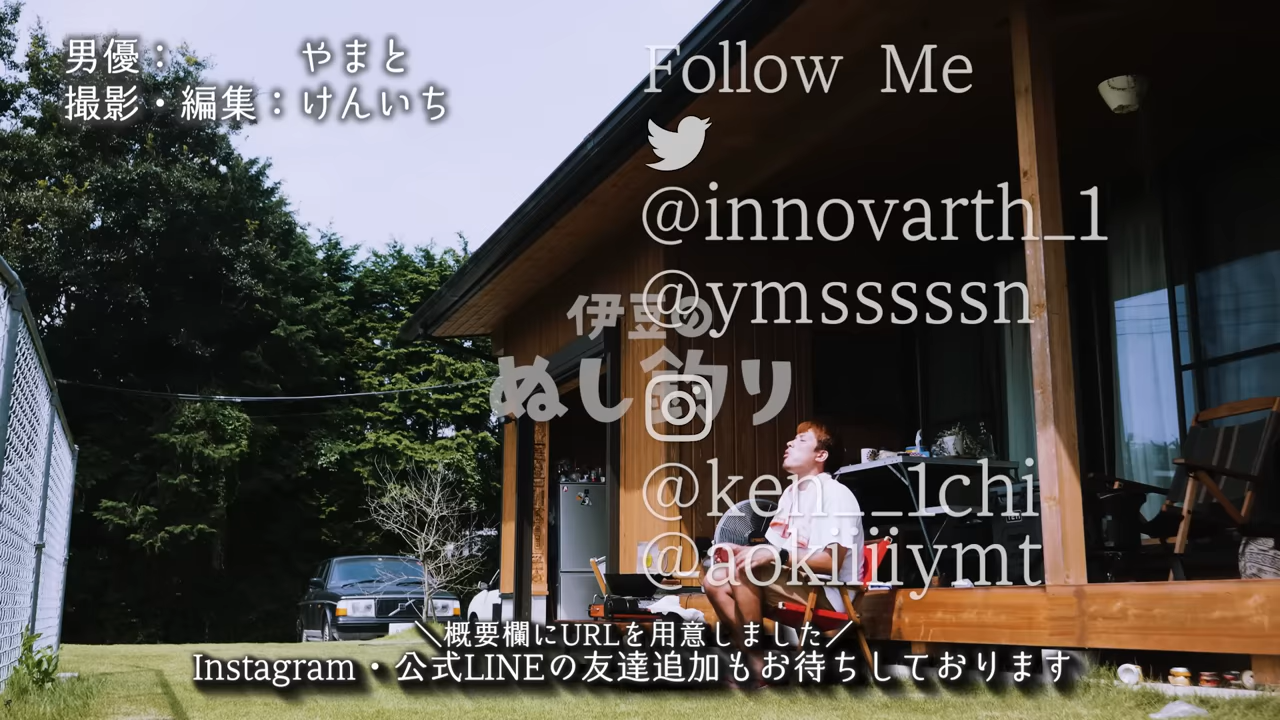 男優：　　　やまと
撮影・編集：けんいち
Follow Me
@innovarth_1
@ymsssssn
伊豆の
ぬし釣り
@ken__1chi
@aokiiiiymt
＼概要欄にURLを用意しました／
Instagram・公式LINEの友達追加もお待ちしております